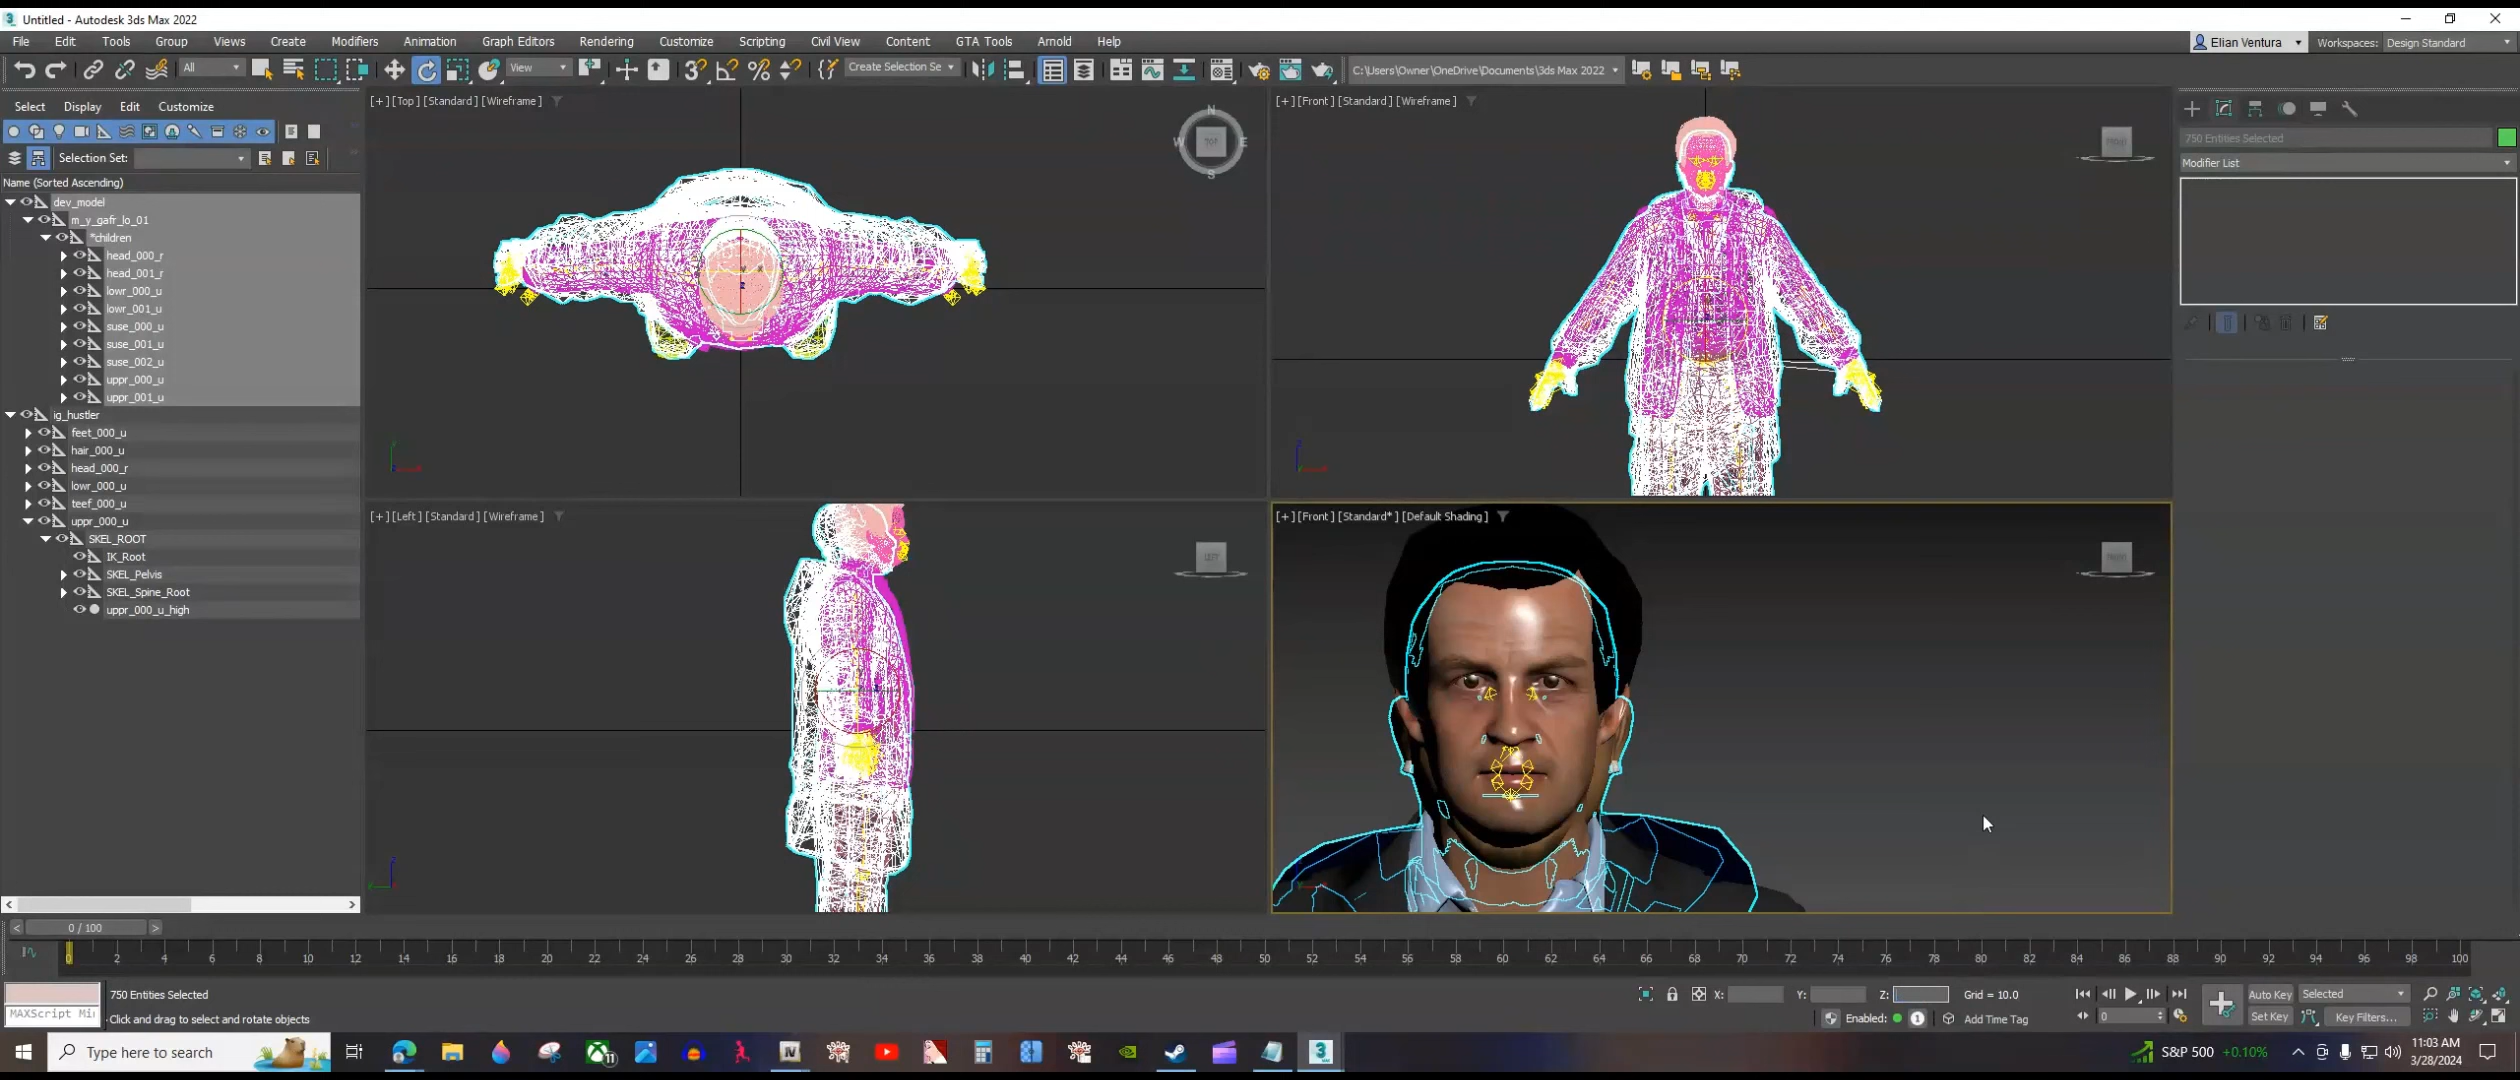 Untitled - Autodesk 3ds Max 2022
File Edit Tools Group Views Create Modifiers Animation Graph Editors Rendering Customize Scripting Civil View Content GTA Tools Arnold Help
Elian Ventura
Workspaces: Design Standard
All
View
Create Selection Se
C:\Users\Owner\OneDrive\Documents\3ds Max 2022
Select Display Edit Customize
Selection Set:
Name (Sorted Ascending)
dev_model
m_y_gafr_lo_01
*children
head_000_r
head_001_r
lowr_000_u
lowr_001_u
suse_000_u
suse_001_u
suse_002_u
uppr_000_u
uppr_001_u
ig_hustler
feet_000_u
hair_000_u
head_000_r
lowr_000_u
teef_000_u
uppr_000_u
SKEL_ROOT
IK_Root
SKEL_Pelvis
SKEL_Spine_Root
uppr_000_u_high
[+] [Top] [Standard] [Wireframe]
N
W TOP E
S
[+] [Front] [Standard] [Wireframe]
FRONT
[+] [Left] [Standard] [Wireframe]
LEFT
[+] [Front] [Standard*] [Default Shading]
FRONT
750 Entities Selected
Modifier List
< 0 / 100 >
0 2 4 6 8 10 12 14 16 18 20 22 24 26 28 30 32 34 36 38 40 42 44 46 48 50 52 54 56 58 60 62 64 66 68 70 72 74 76 78 80 82 84 86 88 90 92 94 96 98 100
750 Entities Selected
MAXScript Mi
Click and drag to select and rotate objects
X: Y: Z: Grid = 10.0
Enabled: 1 Add Time Tag
0
Auto Key Selected
Set Key Key Filters...
Type here to search
11
IV
3
S&P 500 +0.10%
11:03 AM
3/28/2024